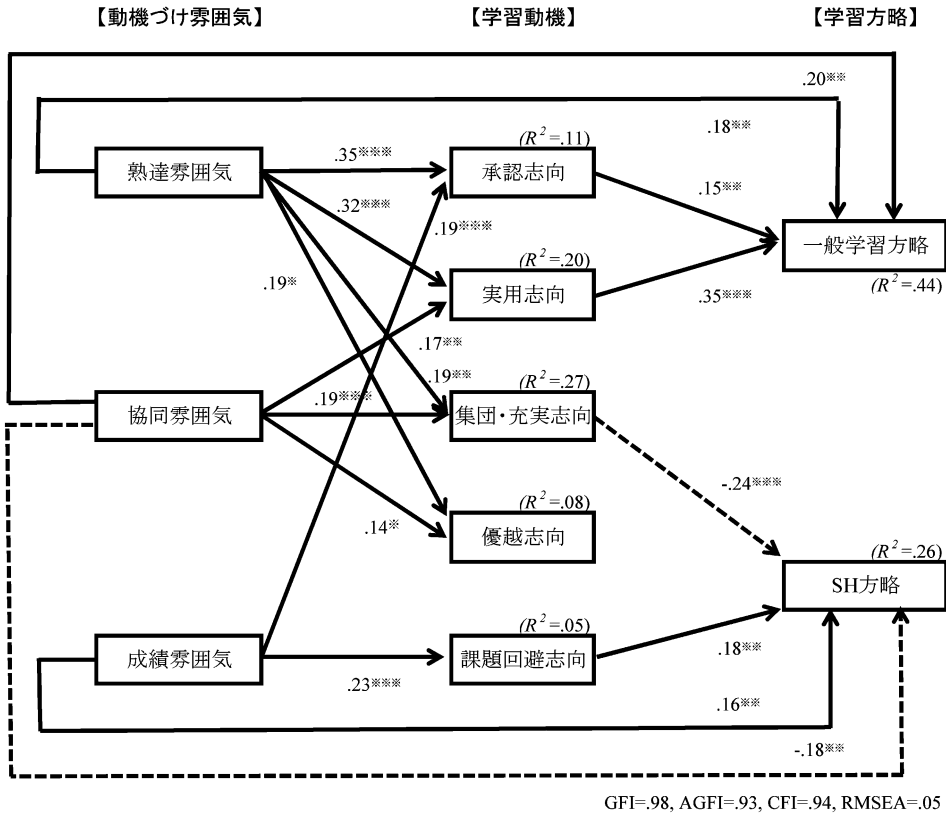 【動機づけ雰囲気】 【学習動機】 【学習方略】
.20※※
.18※※
(R²=.11)
熟達雰囲気
.35※※※
承認志向
.15※※
.32※※※
.19※※※
一般学習方略
(R²=.44)
(R²=.20)
.19※
実用志向
.35※※※
.17※※
.19※※
(R²=.27)
協同雰囲気
.19※※※
集団・充実志向
-.24※※※
(R²=.08)
.14※
優越志向
(R²=.26)
SH方略
(R²=.05)
成績雰囲気
課題回避志向
.18※※
.23※※※
.16※※
-.18※※
GFI=.98, AGFI=.93, CFI=.94, RMSEA=.05